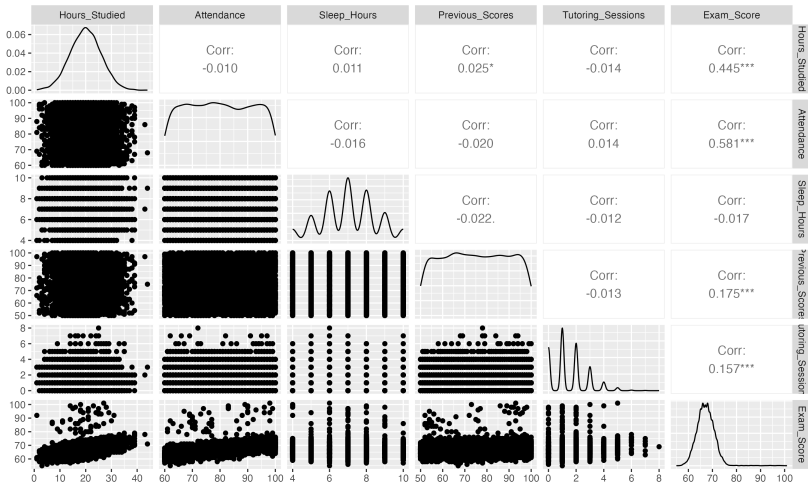 Hours_Studied
Attendance
Sleep_Hours
Previous_Scores
Tutoring_Sessions
Exam_Score
0.06
0.04
0.02
0.00
Corr:
-0.010
Corr:
0.011
Corr:
0.025*
Corr:
-0.014
Corr:
0.445***
Hours_Studied
100
90
80
70
60
Corr:
-0.016
Corr:
-0.020
Corr:
0.014
Corr:
0.581***
Attendance
10
8
6
4
Corr:
-0.022.
Corr:
-0.012
Corr:
-0.017
Sleep_Hours
100
90
80
70
60
50
Corr:
-0.013
Corr:
0.175***
Previous_Scores
8
6
4
2
0
Corr:
0.157***
Tutoring_Session
100
90
80
70
60
Exam_Score
0 10 20 30 40
60 70 80 90 100
4 6 8 10
50 60 70 80 90 100
0 2 4 6 8
60 70 80 90 100